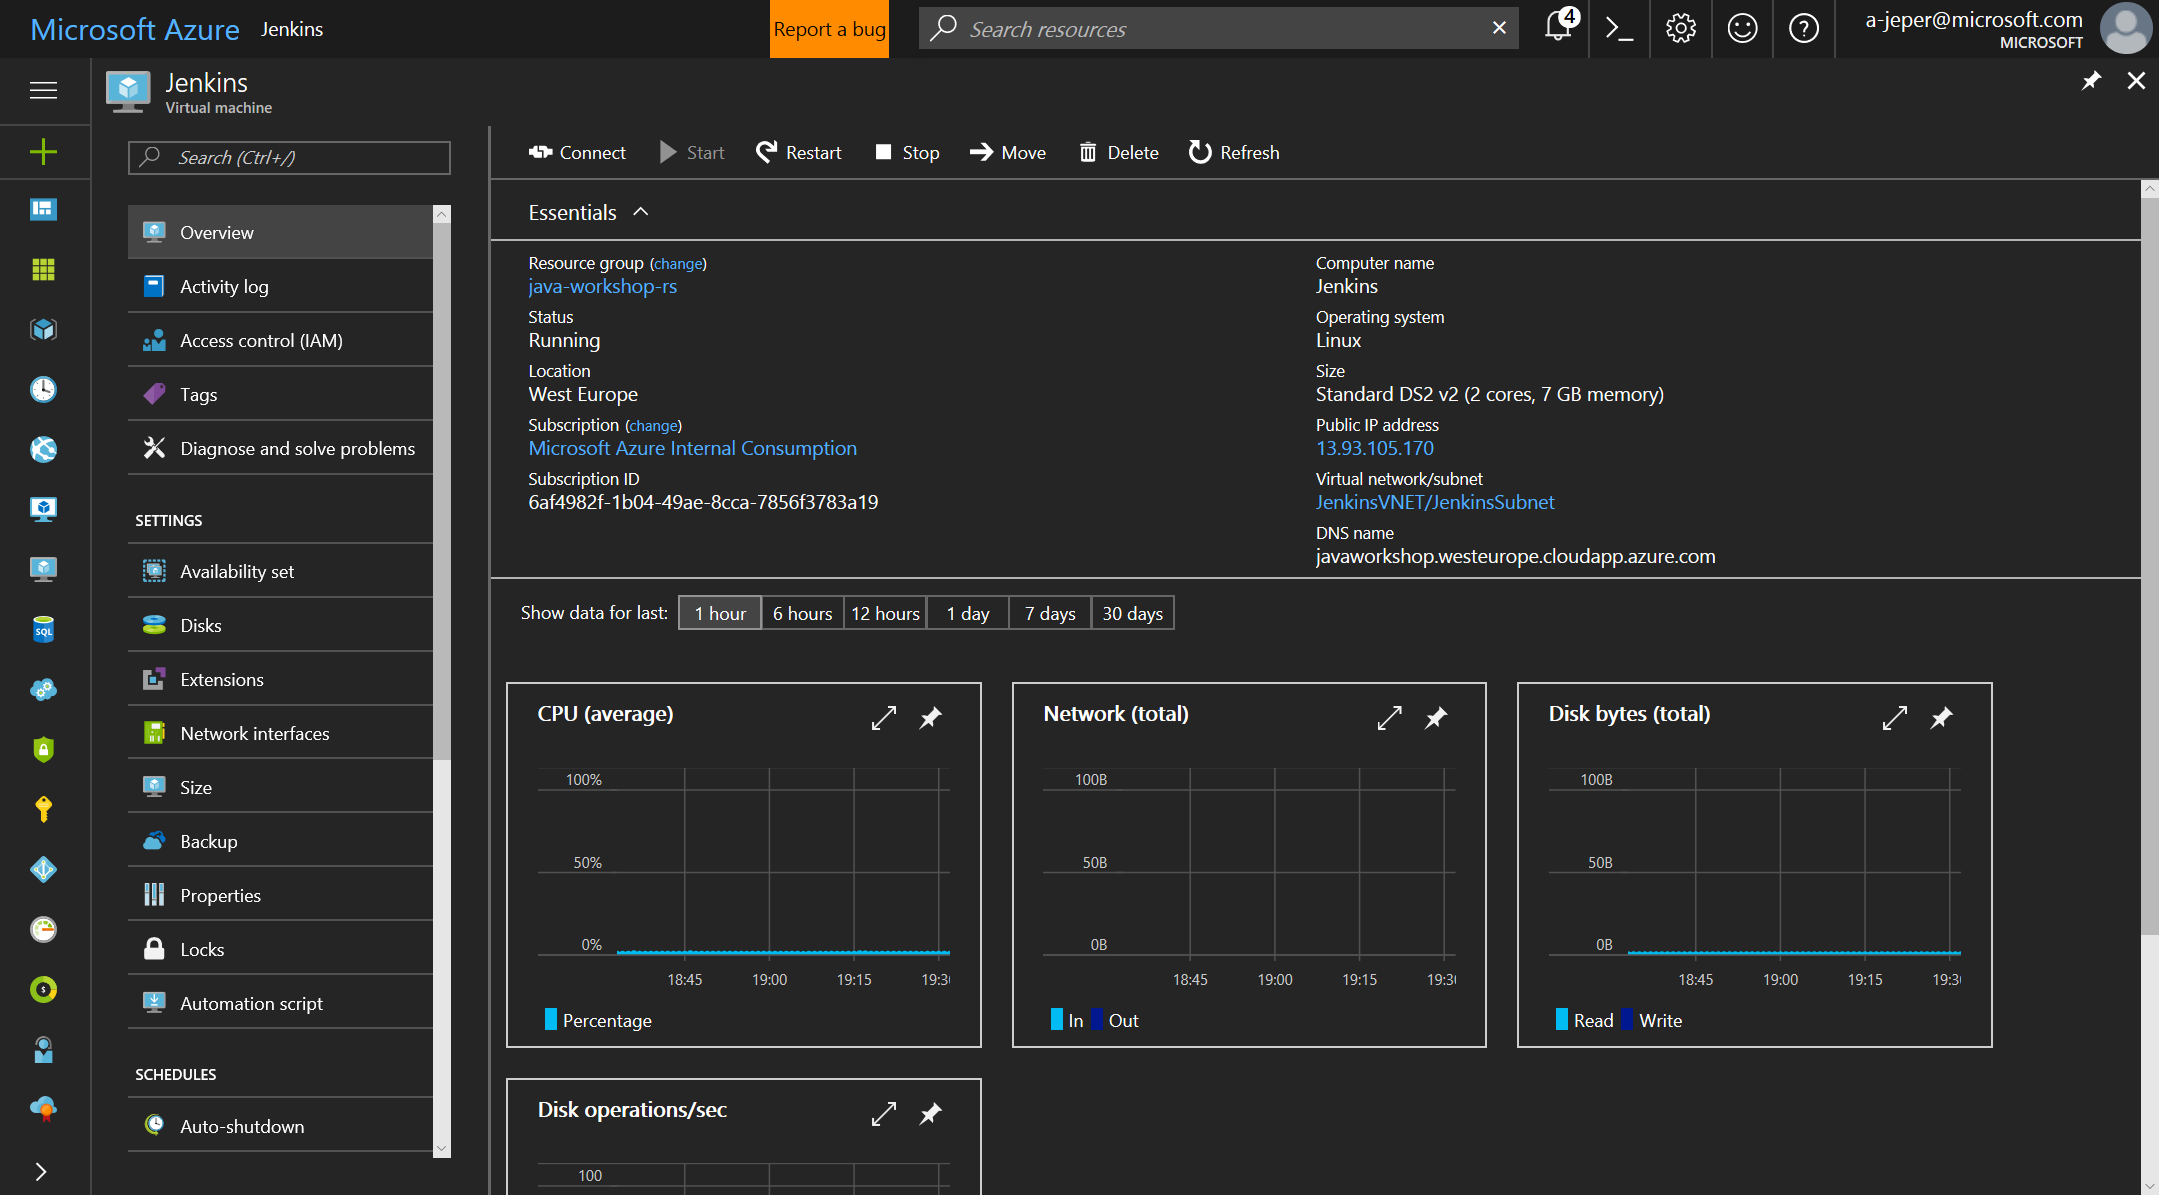 Microsoft Azure Jenkins
Report a bug
Search resources
4
a-jeper@microsoft.com
MICROSOFT
Jenkins
Virtual machine
Search (Ctrl+/)
Overview
Activity log
Access control (IAM)
Tags
Diagnose and solve problems
SETTINGS
Availability set
Disks
Extensions
Network interfaces
Size
Backup
Properties
Locks
Automation script
SCHEDULES
Auto-shutdown
SQL
Connect Start Restart Stop Move Delete Refresh
Essentials
Resource group (change)
java-workshop-rs
Status
Running
Location
West Europe
Subscription (change)
Microsoft Azure Internal Consumption
Subscription ID
6af4982f-1b04-49ae-8cca-7856f3783a19
Computer name
Jenkins
Operating system
Linux
Size
Standard DS2 v2 (2 cores, 7 GB memory)
Public IP address
13.93.105.170
Virtual network/subnet
JenkinsVNET/JenkinsSubnet
DNS name
javaworkshop.westeurope.cloudapp.azure.com
Show data for last: 1 hour 6 hours 12 hours 1 day 7 days 30 days
CPU (average)
100%
50%
0%
18:45 19:00 19:15 19:3
Percentage
Network (total)
100B
50B
0B
18:45 19:00 19:15 19:3
In Out
Disk bytes (total)
100B
50B
0B
18:45 19:00 19:15 19:3
Read Write
Disk operations/sec
100